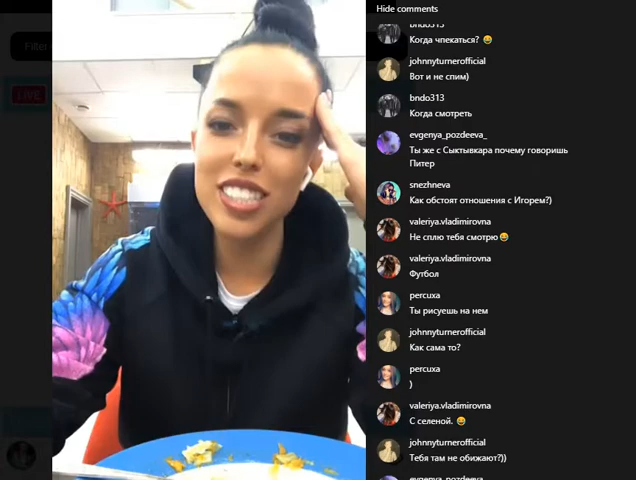 Hide comments
Filter
LIVE
bndo313
Когда чпекаться? 😅
johnnyturnerofficial
Вот и не спим)
bndo313
Когда смотреть
evgenya_pozdeeva_
Ты же с Сыктывкара почему говоришь
Питер
snezhneva
Как обстоят отношения с Игорем?)
valeriya.vladimirovna
Не сплю тебя смотрю😂
valeriya.vladimirovna
Футбол
percuxa
Ты рисуешь на нем
johnnyturnerofficial
Как сама то?
percuxa
)
valeriya.vladimirovna
С селеной. 😂
johnnyturnerofficial
Тебя там не обижают?))
evgenya_pozdeeva_